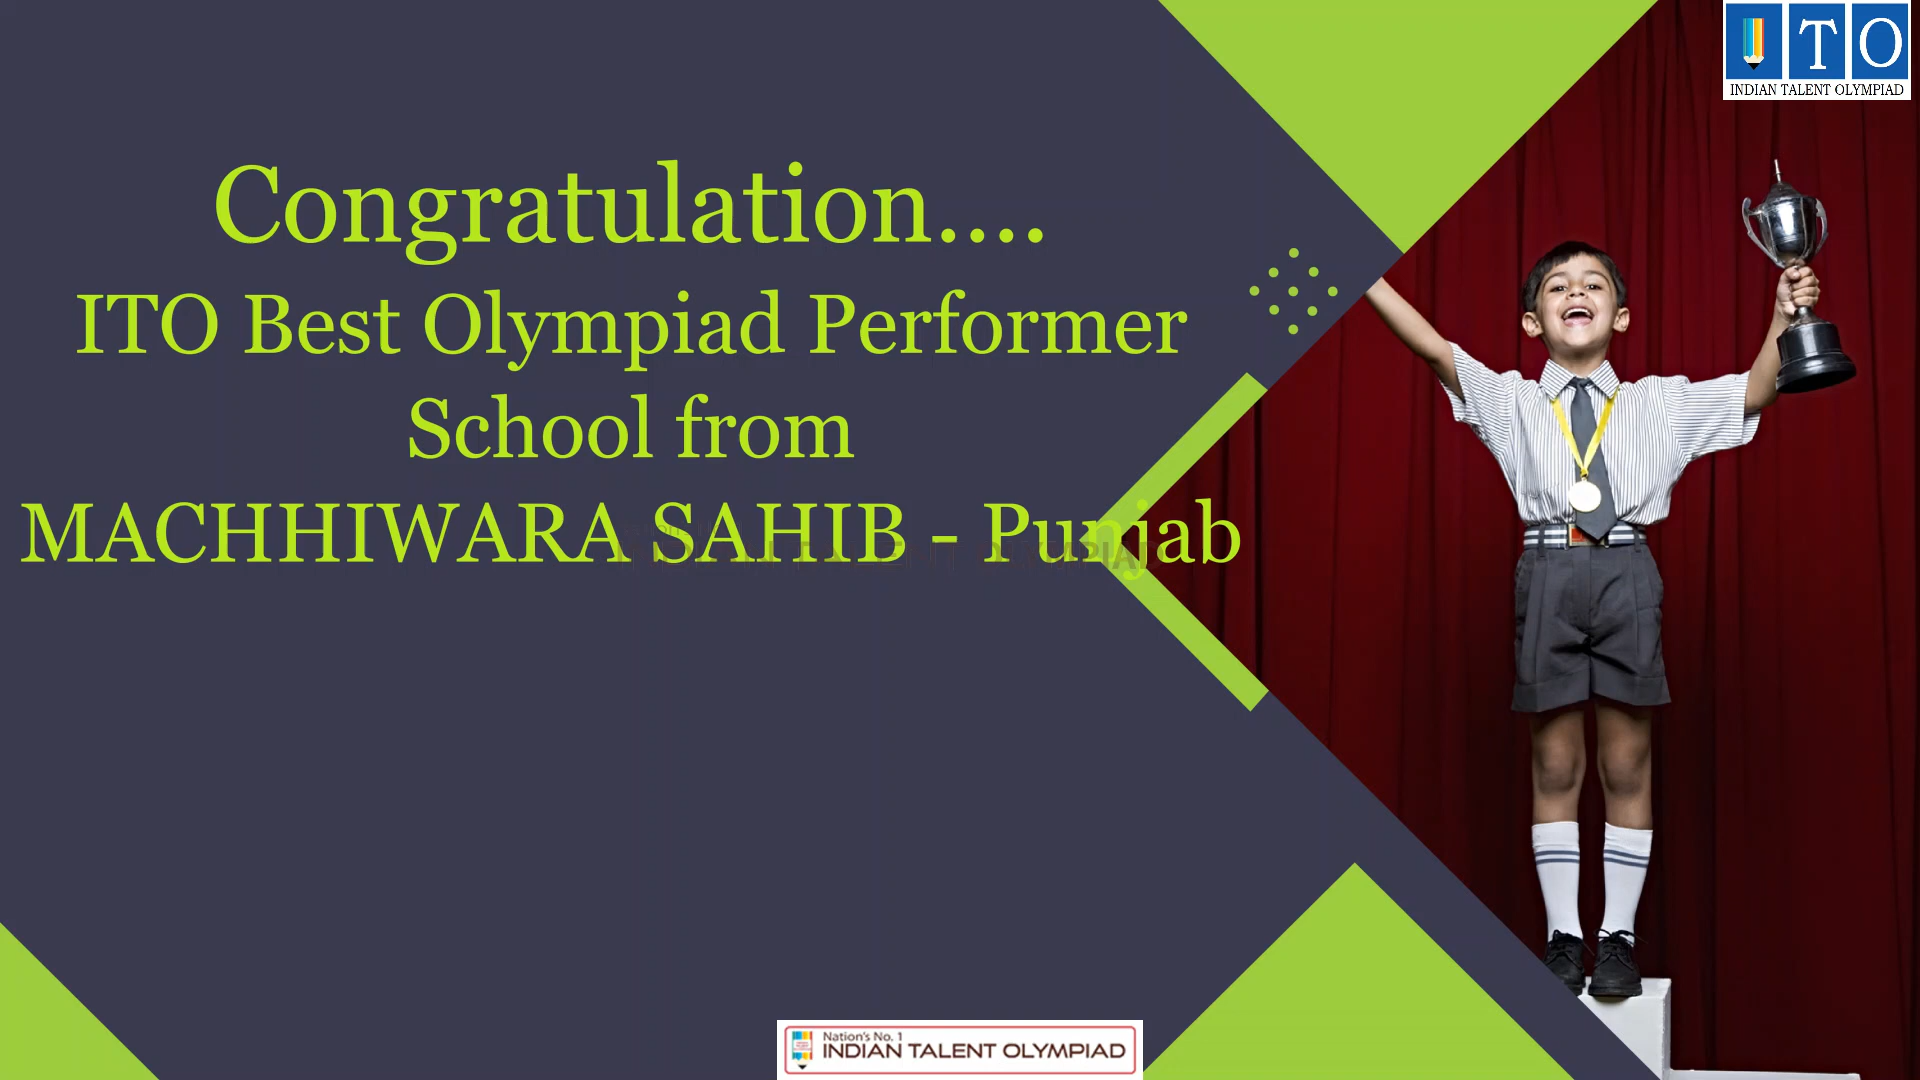 ITO
INDIAN TALENT OLYMPIAD
Congratulation....
ITO Best Olympiad Performer
School from
MACHHIWARA SAHIB - Punjab
Nation's No. 1
INDIAN TALENT OLYMPIAD